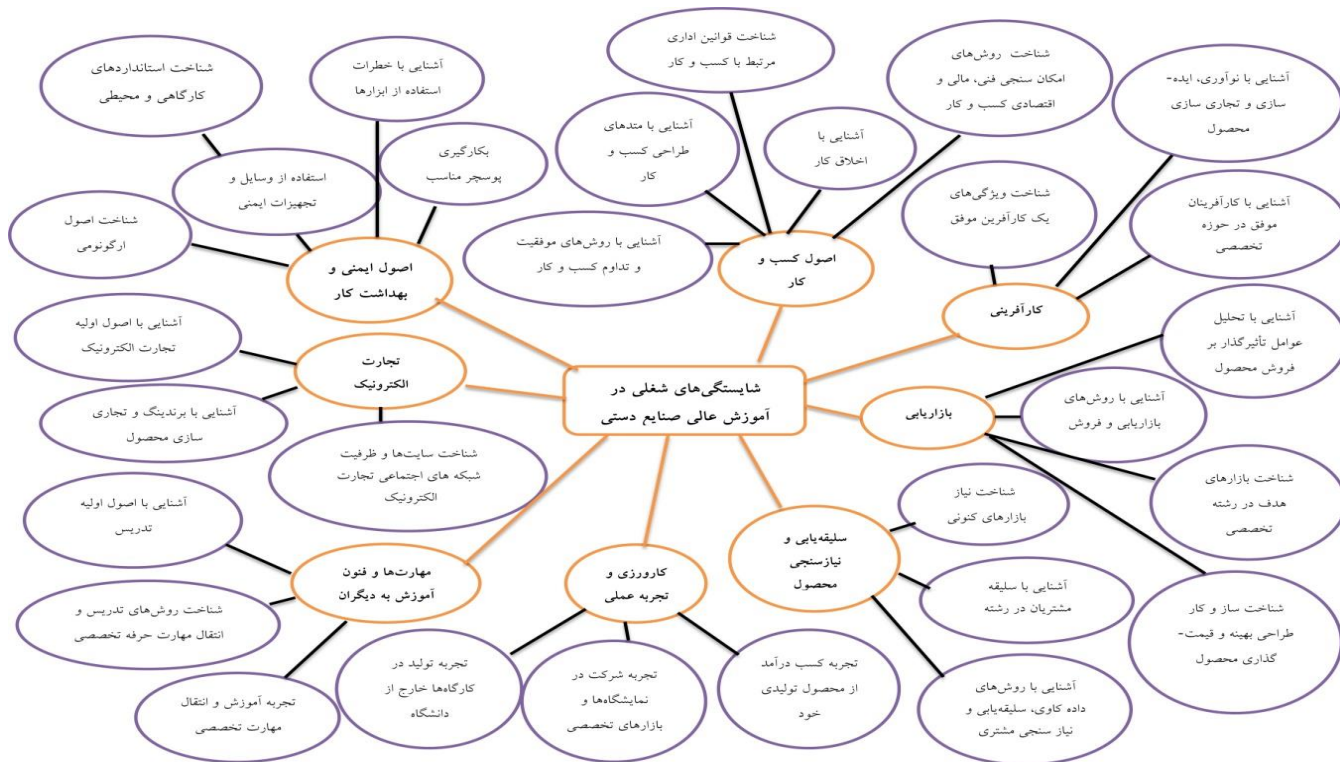 شایستگی‌های شغلی در
آموزش عالی صنایع دستی
اصول کسب و
کار
شناخت قوانین اداری
مرتبط با کسب و کار
شناخت روش‌های
امکان سنجی فنی، مالی و
اقتصادی کسب و کار
آشنایی با
اخلاق کار
آشنایی با متدهای
طراحی کسب و
کار
آشنایی با روش‌های موفقیت
و تداوم کسب و کار
کارآفرینی
آشنایی با نوآوری، ایده-
سازی و تجاری سازی
محصول
شناخت ویژگی‌های
یک کارآفرین موفق
آشنایی با کارآفرینان
موفق در حوزه
تخصصی
بازاریابی
آشنایی با تحلیل
عوامل تأثیرگذار بر
فروش محصول
آشنایی با روش‌های
بازاریابی و فروش
شناخت بازارهای
هدف در رشته
تخصصی
شناخت ساز و کار
طراحی بهینه و قیمت-
گذاری محصول
سلیقه‌یابی و
نیازسنجی
محصول
شناخت نیاز
بازارهای کنونی
آشنایی با سلیقه
مشتریان در رشته
آشنایی با روش‌های
داده کاوی، سلیقه‌یابی و
نیاز سنجی مشتری
کارورزی و
تجربه عملی
تجربه کسب درآمد
از محصول تولیدی
خود
تجربه شرکت در
نمایشگاه‌ها و
بازارهای تخصصی
تجربه تولید در
کارگاه‌ها خارج از
دانشگاه
مهارت‌ها و فنون
آموزش به دیگران
آشنایی با اصول اولیه
تدریس
شناخت روش‌های تدریس و
انتقال مهارت حرفه تخصصی
تجربه آموزش و انتقال
مهارت تخصصی
تجارت
الکترونیک
آشنایی با اصول اولیه
تجارت الکترونیک
آشنایی با برندینگ و تجاری
سازی محصول
شناخت سایت‌ها و ظرفیت
شبکه های اجتماعی تجارت
الکترونیک
اصول ایمنی و
بهداشت کار
شناخت استانداردهای
کارگاهی و محیطی
آشنایی با خطرات
استفاده از ابزارها
بکارگیری
پوسچر مناسب
استفاده از وسایل و
تجهیزات ایمنی
شناخت اصول
ارگونومی